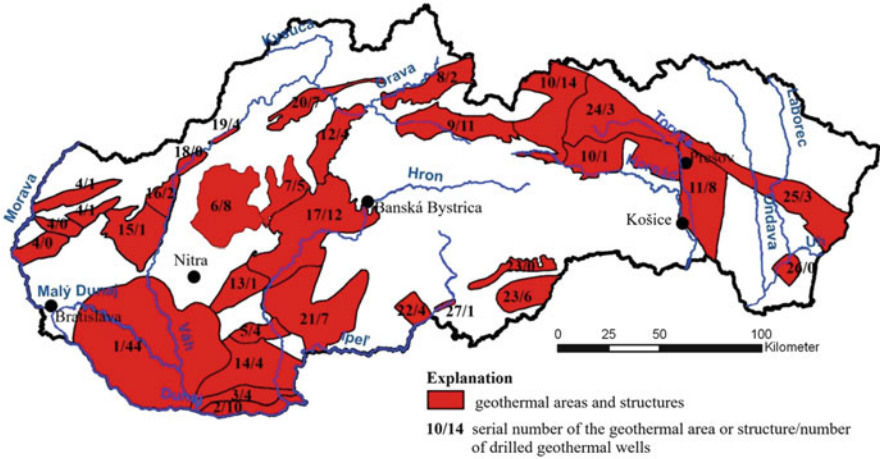 Kysuca
Orava
8/2
20/7
10/14
24/3
19/4
12/4
9/11
Topľa
Laborec
18/0
10/1
Prešov
Morava
4/1
16/2
7/5
Hron
11/8
4/1
6/8
17/12
Banská Bystrica
25/3
4/0
15/1
Košice
Ondava
4/0
Uh
Nitra
23/0
26/0
13/1
Malý Dunaj
23/6
Bratislava
22/4
27/1
21/7
Váh
1/44
5/4
Ipeľ
14/4
0 25 50 100
Kilometer
Dunaj
3/4
2/10
Explanation
geothermal areas and structures
10/14 serial number of the geothermal area or structure/number
of drilled geothermal wells